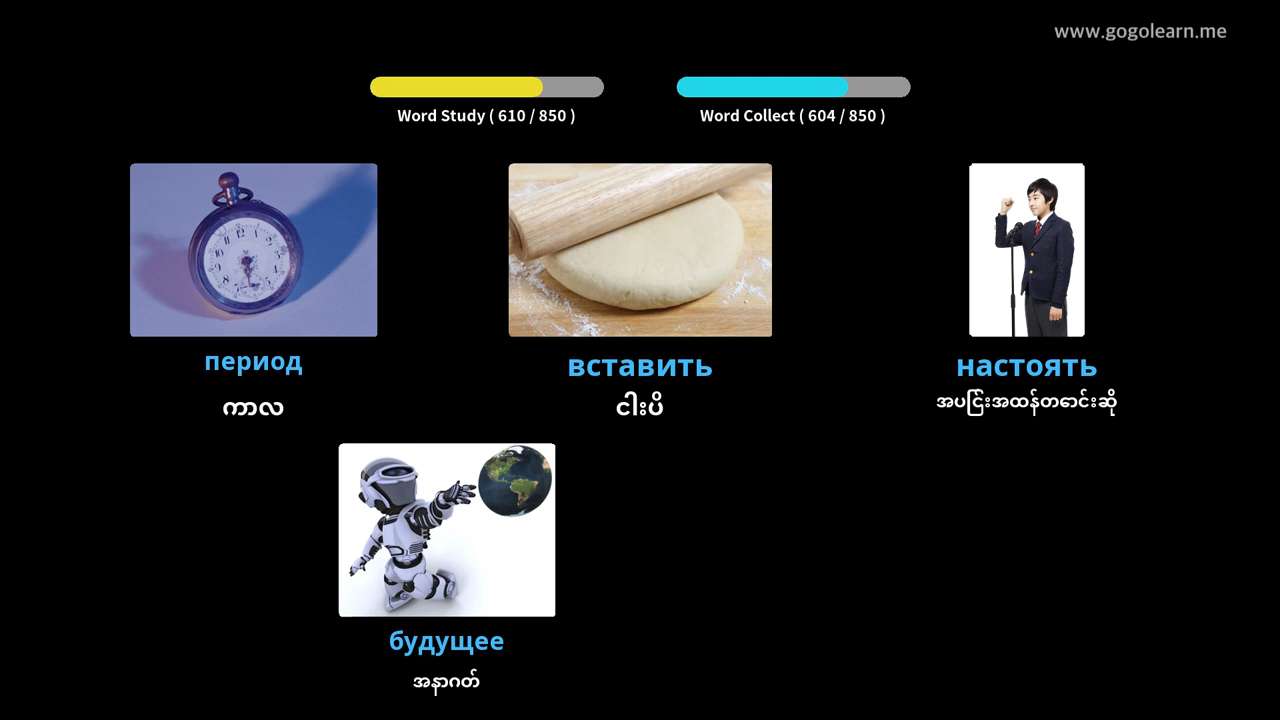 www.gogolearn.me
Word Study ( 610 / 850 )
Word Collect ( 604 / 850 )
период
ကာလ
вставить
ငါးပိ
настоять
အပငြ်းအထန်တောင်းဆို
будущее
အနာဂတ်